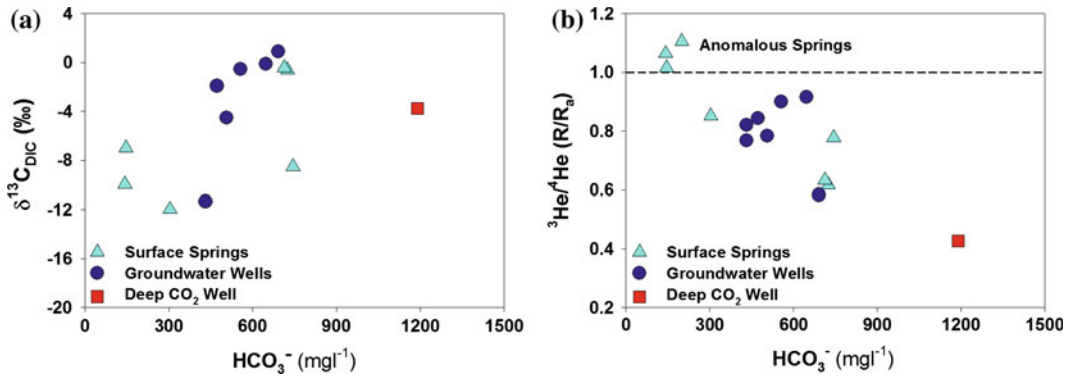 (a)
4
0
-4
-8
-12
-16
-20
δ¹³C_DIC (‰)
Surface Springs
Groundwater Wells
Deep CO₂ Well
0 300 600 900 1200 1500
HCO₃⁻ (mgl⁻¹)
(b)
1.2
1.0
0.8
0.6
0.4
0.2
³He/⁴He (R/Rₐ)
Anomalous Springs
Surface Springs
Groundwater Wells
Deep CO₂ Well
0 300 600 900 1200 1500
HCO₃⁻ (mgl⁻¹)